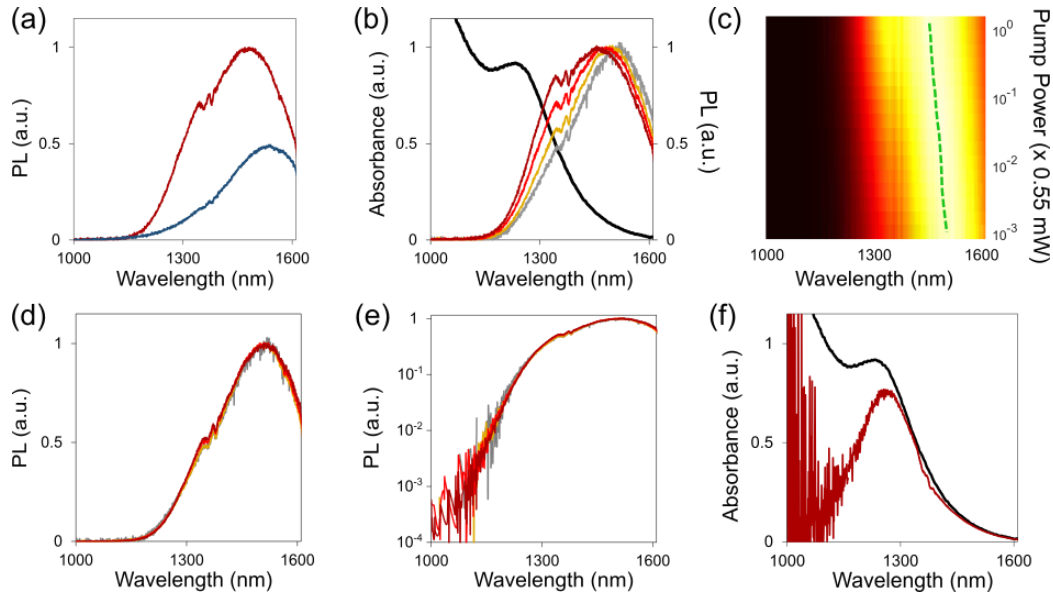 (a)
1
0.5
0
PL (a.u.)
1000
1300
1600
Wavelength (nm)
(b)
1
0.5
0
Absorbance (a.u.)
1
0.5
0
PL (a.u.)
1000
1300
1600
Wavelength (nm)
(c)
10^0
10^-1
10^-2
10^-3
Pump Power (x 0.55 mW)
1000
1300
1600
Wavelength (nm)
(d)
1
0.5
0
PL (a.u.)
1000
1300
1600
Wavelength (nm)
(e)
1
10^-1
10^-2
10^-3
10^-4
PL (a.u.)
1000
1300
1600
Wavelength (nm)
(f)
1
0.5
0
Absorbance (a.u.)
1000
1300
1600
Wavelength (nm)